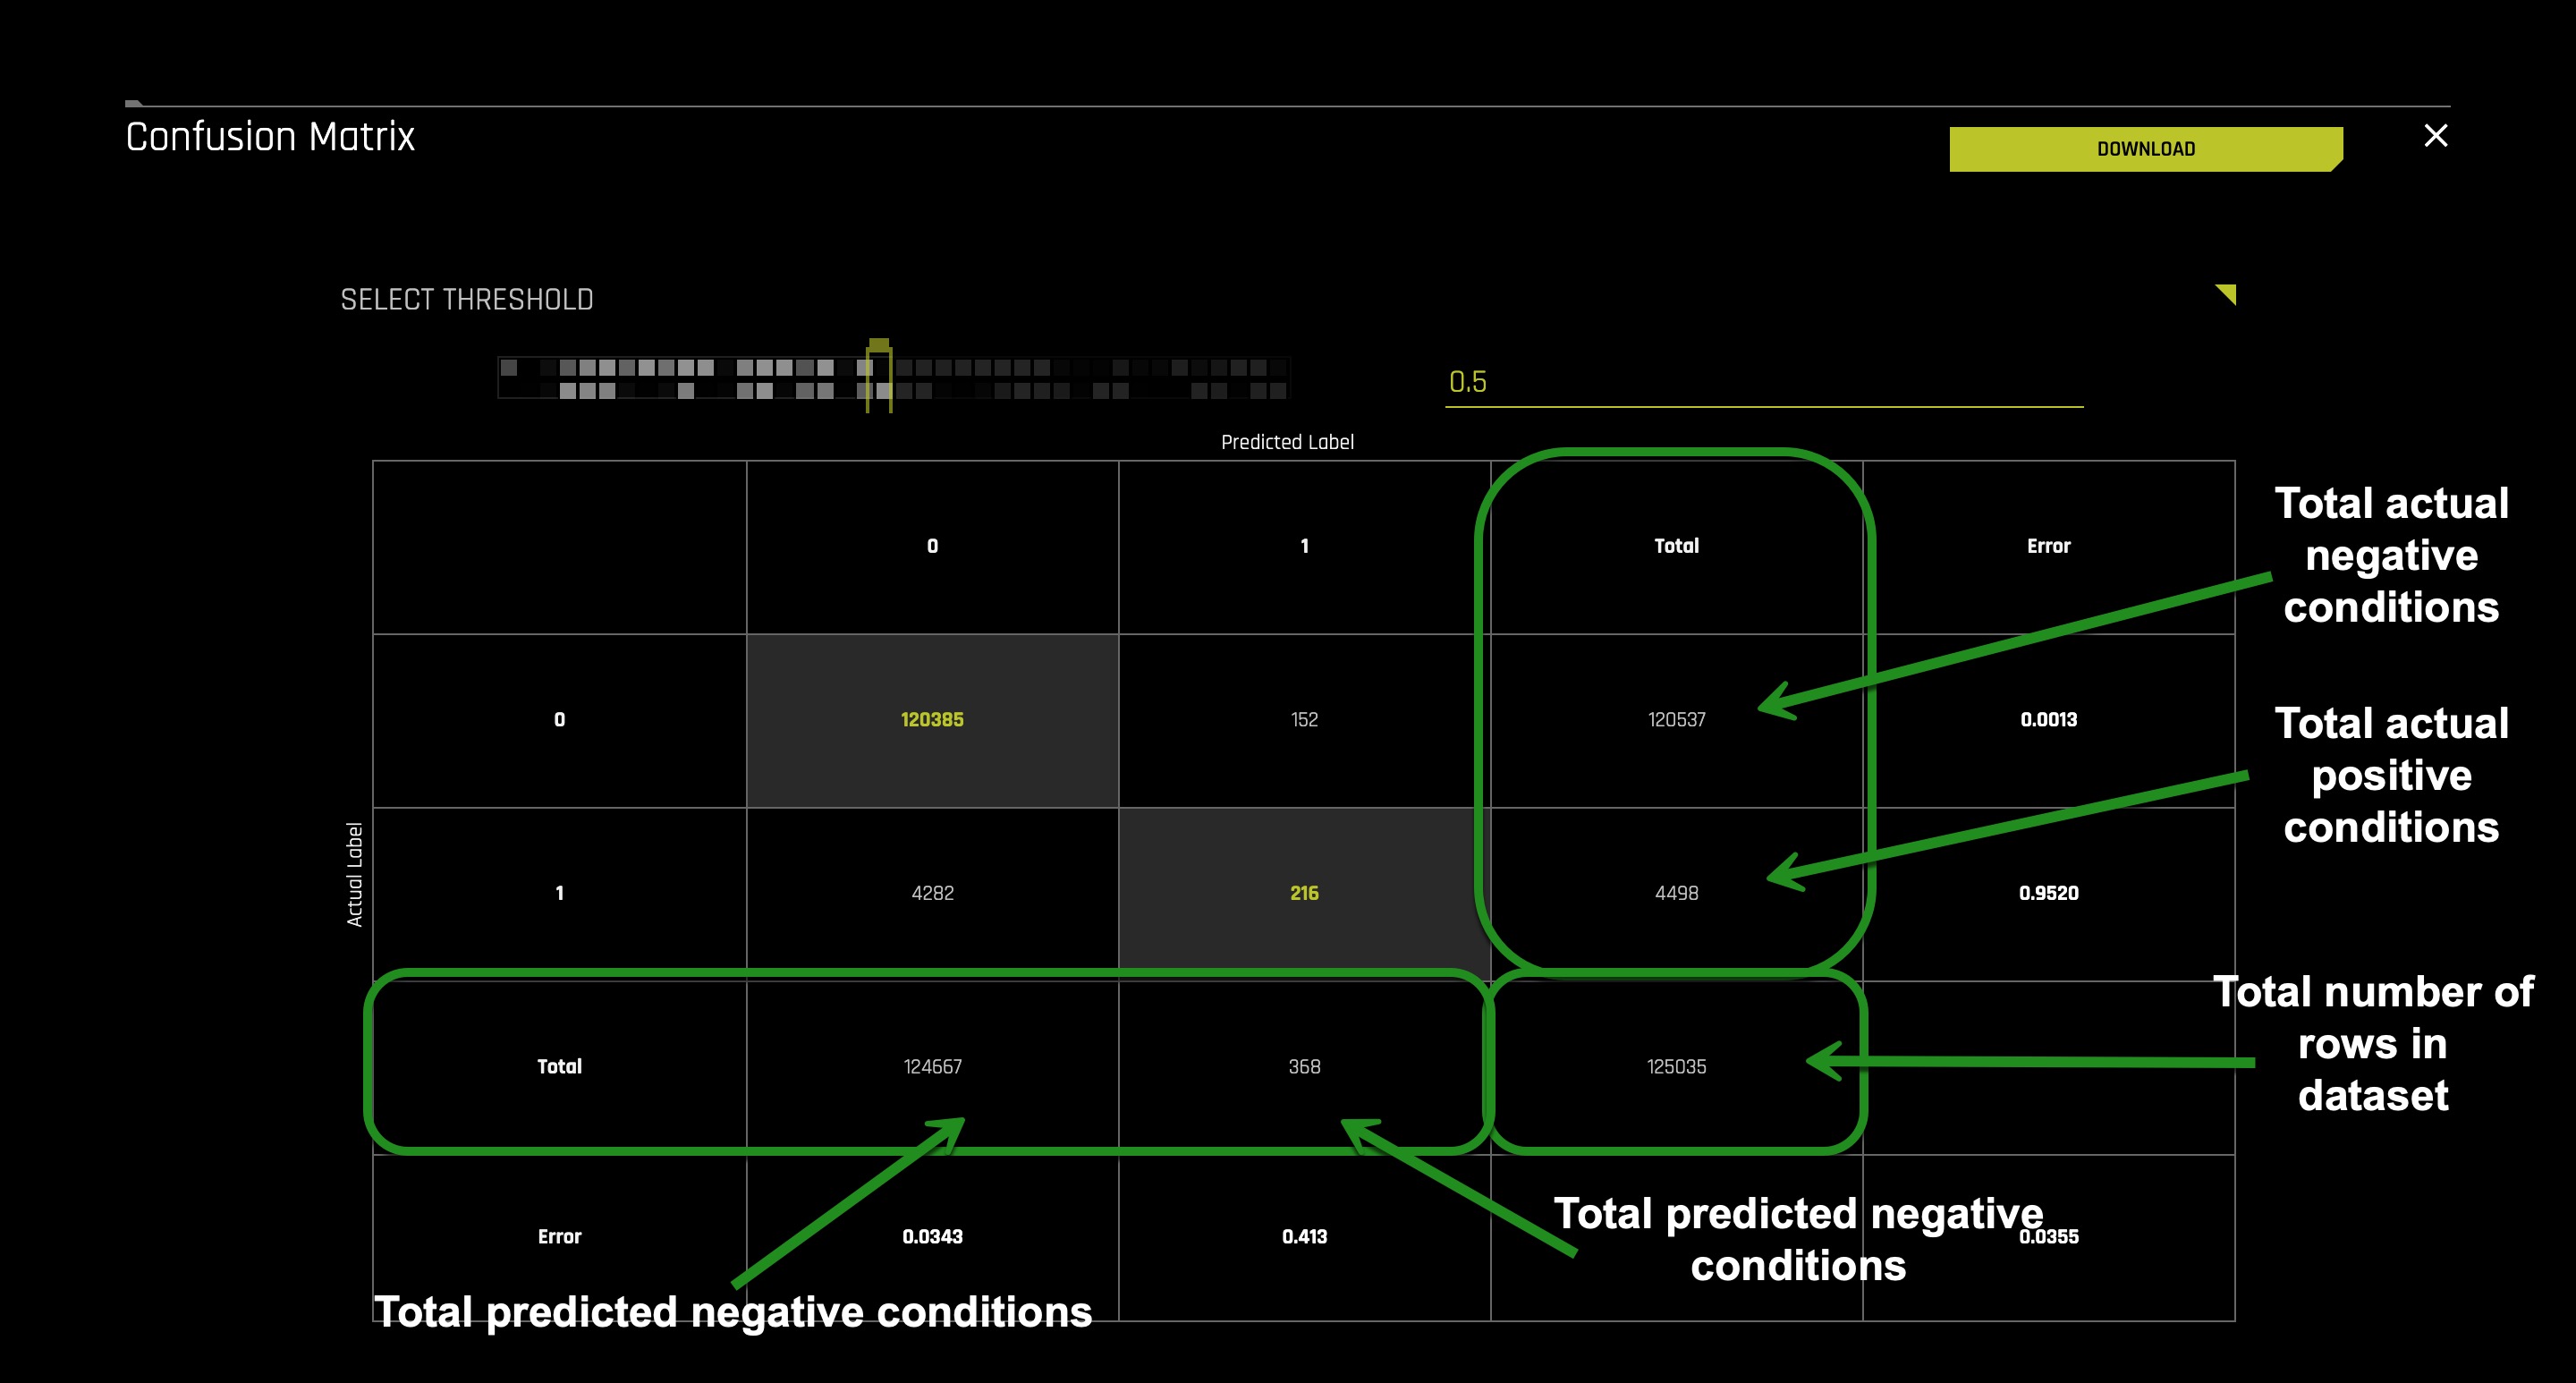 Confusion Matrix
DOWNLOAD
SELECT THRESHOLD
0.5
Predicted Label
0 1 Total Error
Total actual
negative
conditions
0 120385 152 120537 0.0013
Total actual
positive
conditions
Actual Label
1 4282 216 4498 0.9520
Total number of
rows in
dataset
Total 124667 368 125035
Total predicted negative
conditions
Error 0.0343 0.413 0.0355
Total predicted negative conditions